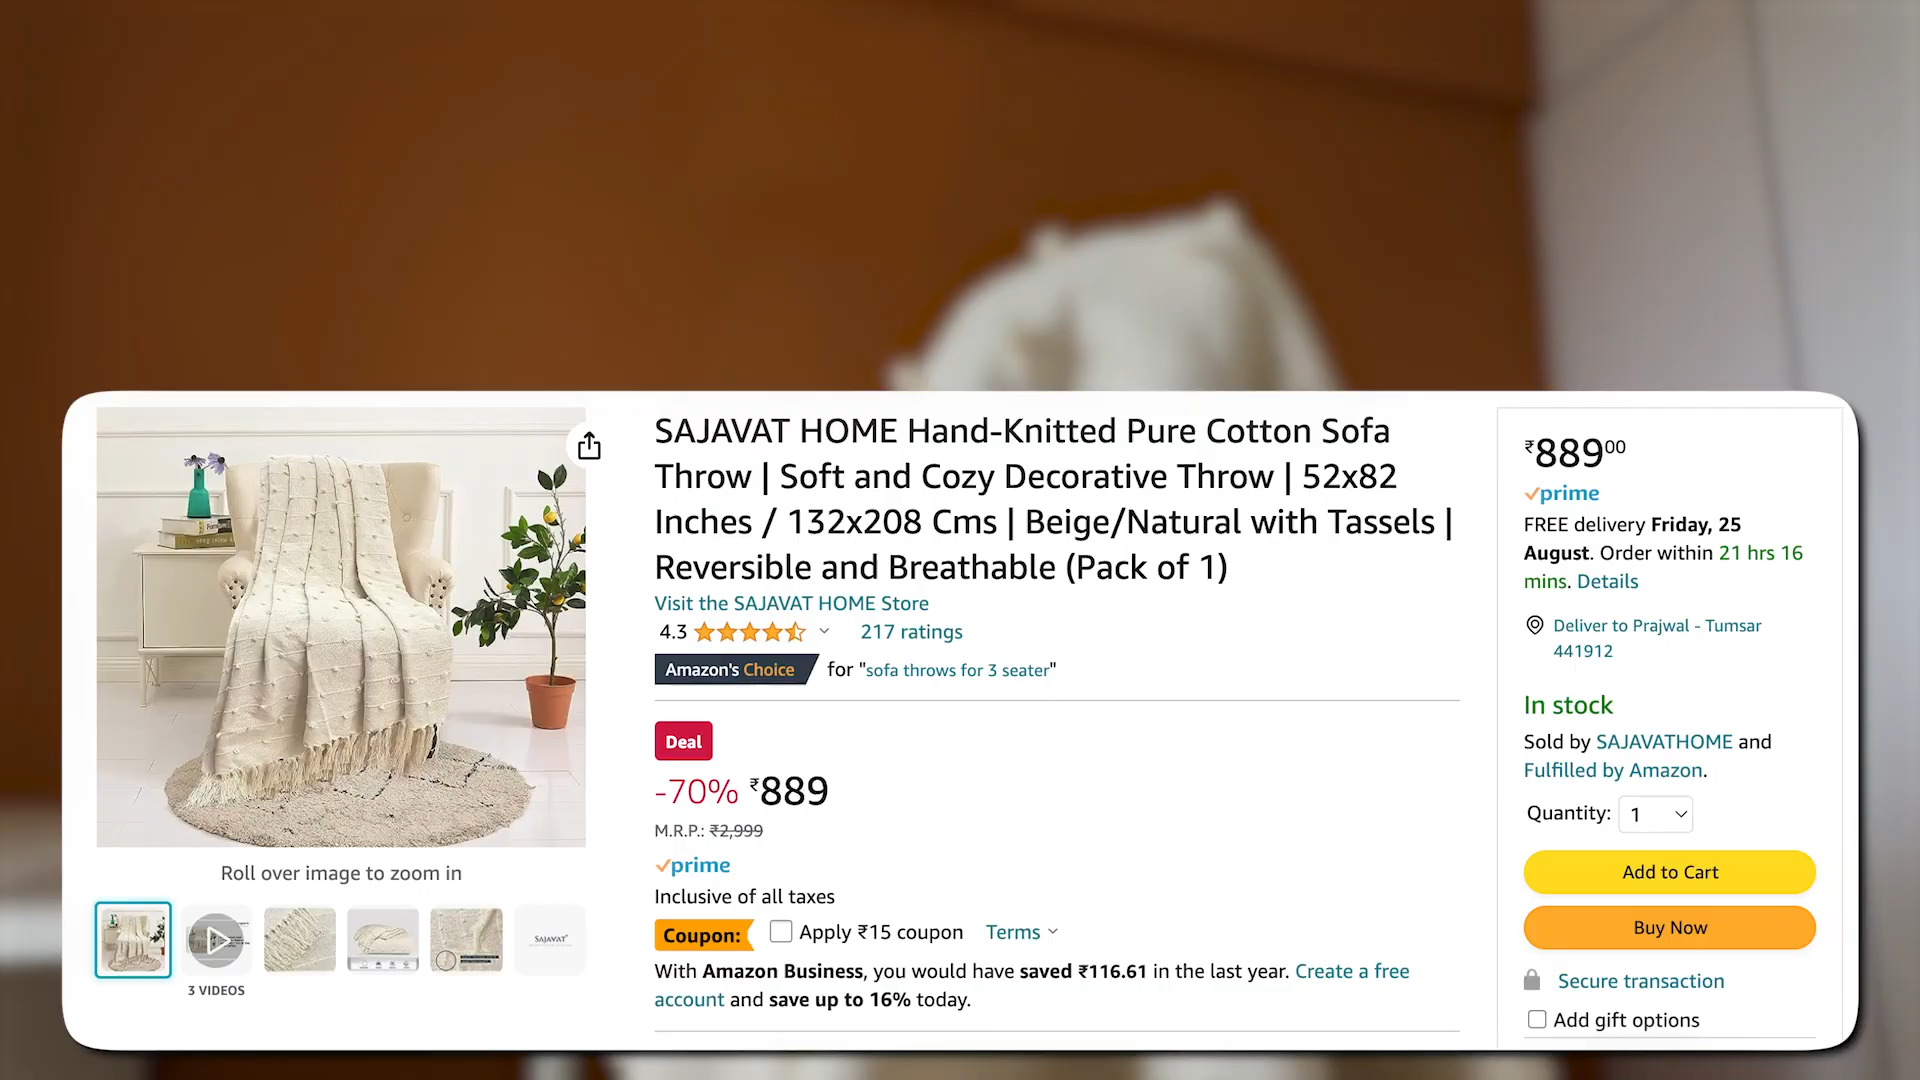 SAJAVAT HOME Hand-Knitted Pure Cotton Sofa
Throw | Soft and Cozy Decorative Throw | 52x82
Inches / 132x208 Cms | Beige/Natural with Tassels |
Reversible and Breathable (Pack of 1)
Visit the SAJAVAT HOME Store
4.3
217 ratings
Amazon's Choice for "sofa throws for 3 seater"
Deal
-70% ₹889
M.R.P.: ₹2,999
prime
Inclusive of all taxes
Coupon: Apply ₹15 coupon Terms
With Amazon Business, you would have saved ₹116.61 in the last year. Create a free
account and save up to 16% today.
Roll over image to zoom in
SAJAVAT
3 VIDEOS
₹88900
prime
FREE delivery Friday, 25
August. Order within 21 hrs 16
mins. Details
Deliver to Prajwal - Tumsar
441912
In stock
Sold by SAJAVATHOME and
Fulfilled by Amazon.
Quantity: 1
Add to Cart
Buy Now
Secure transaction
Add gift options